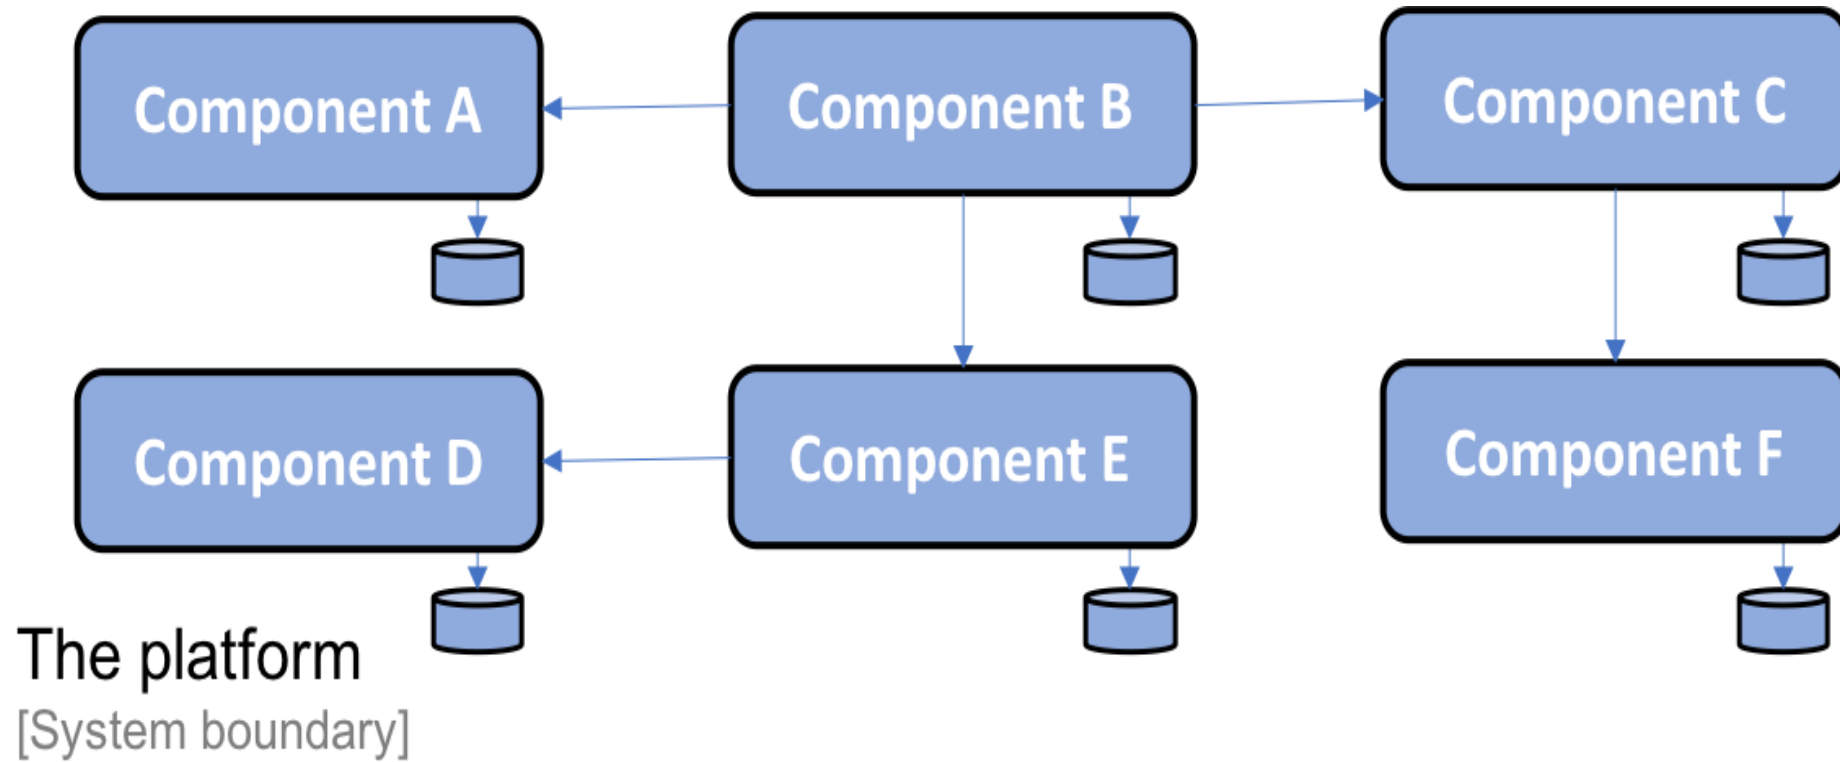 Component A
Component B
Component C
Component D
Component E
Component F
The platform
[System boundary]